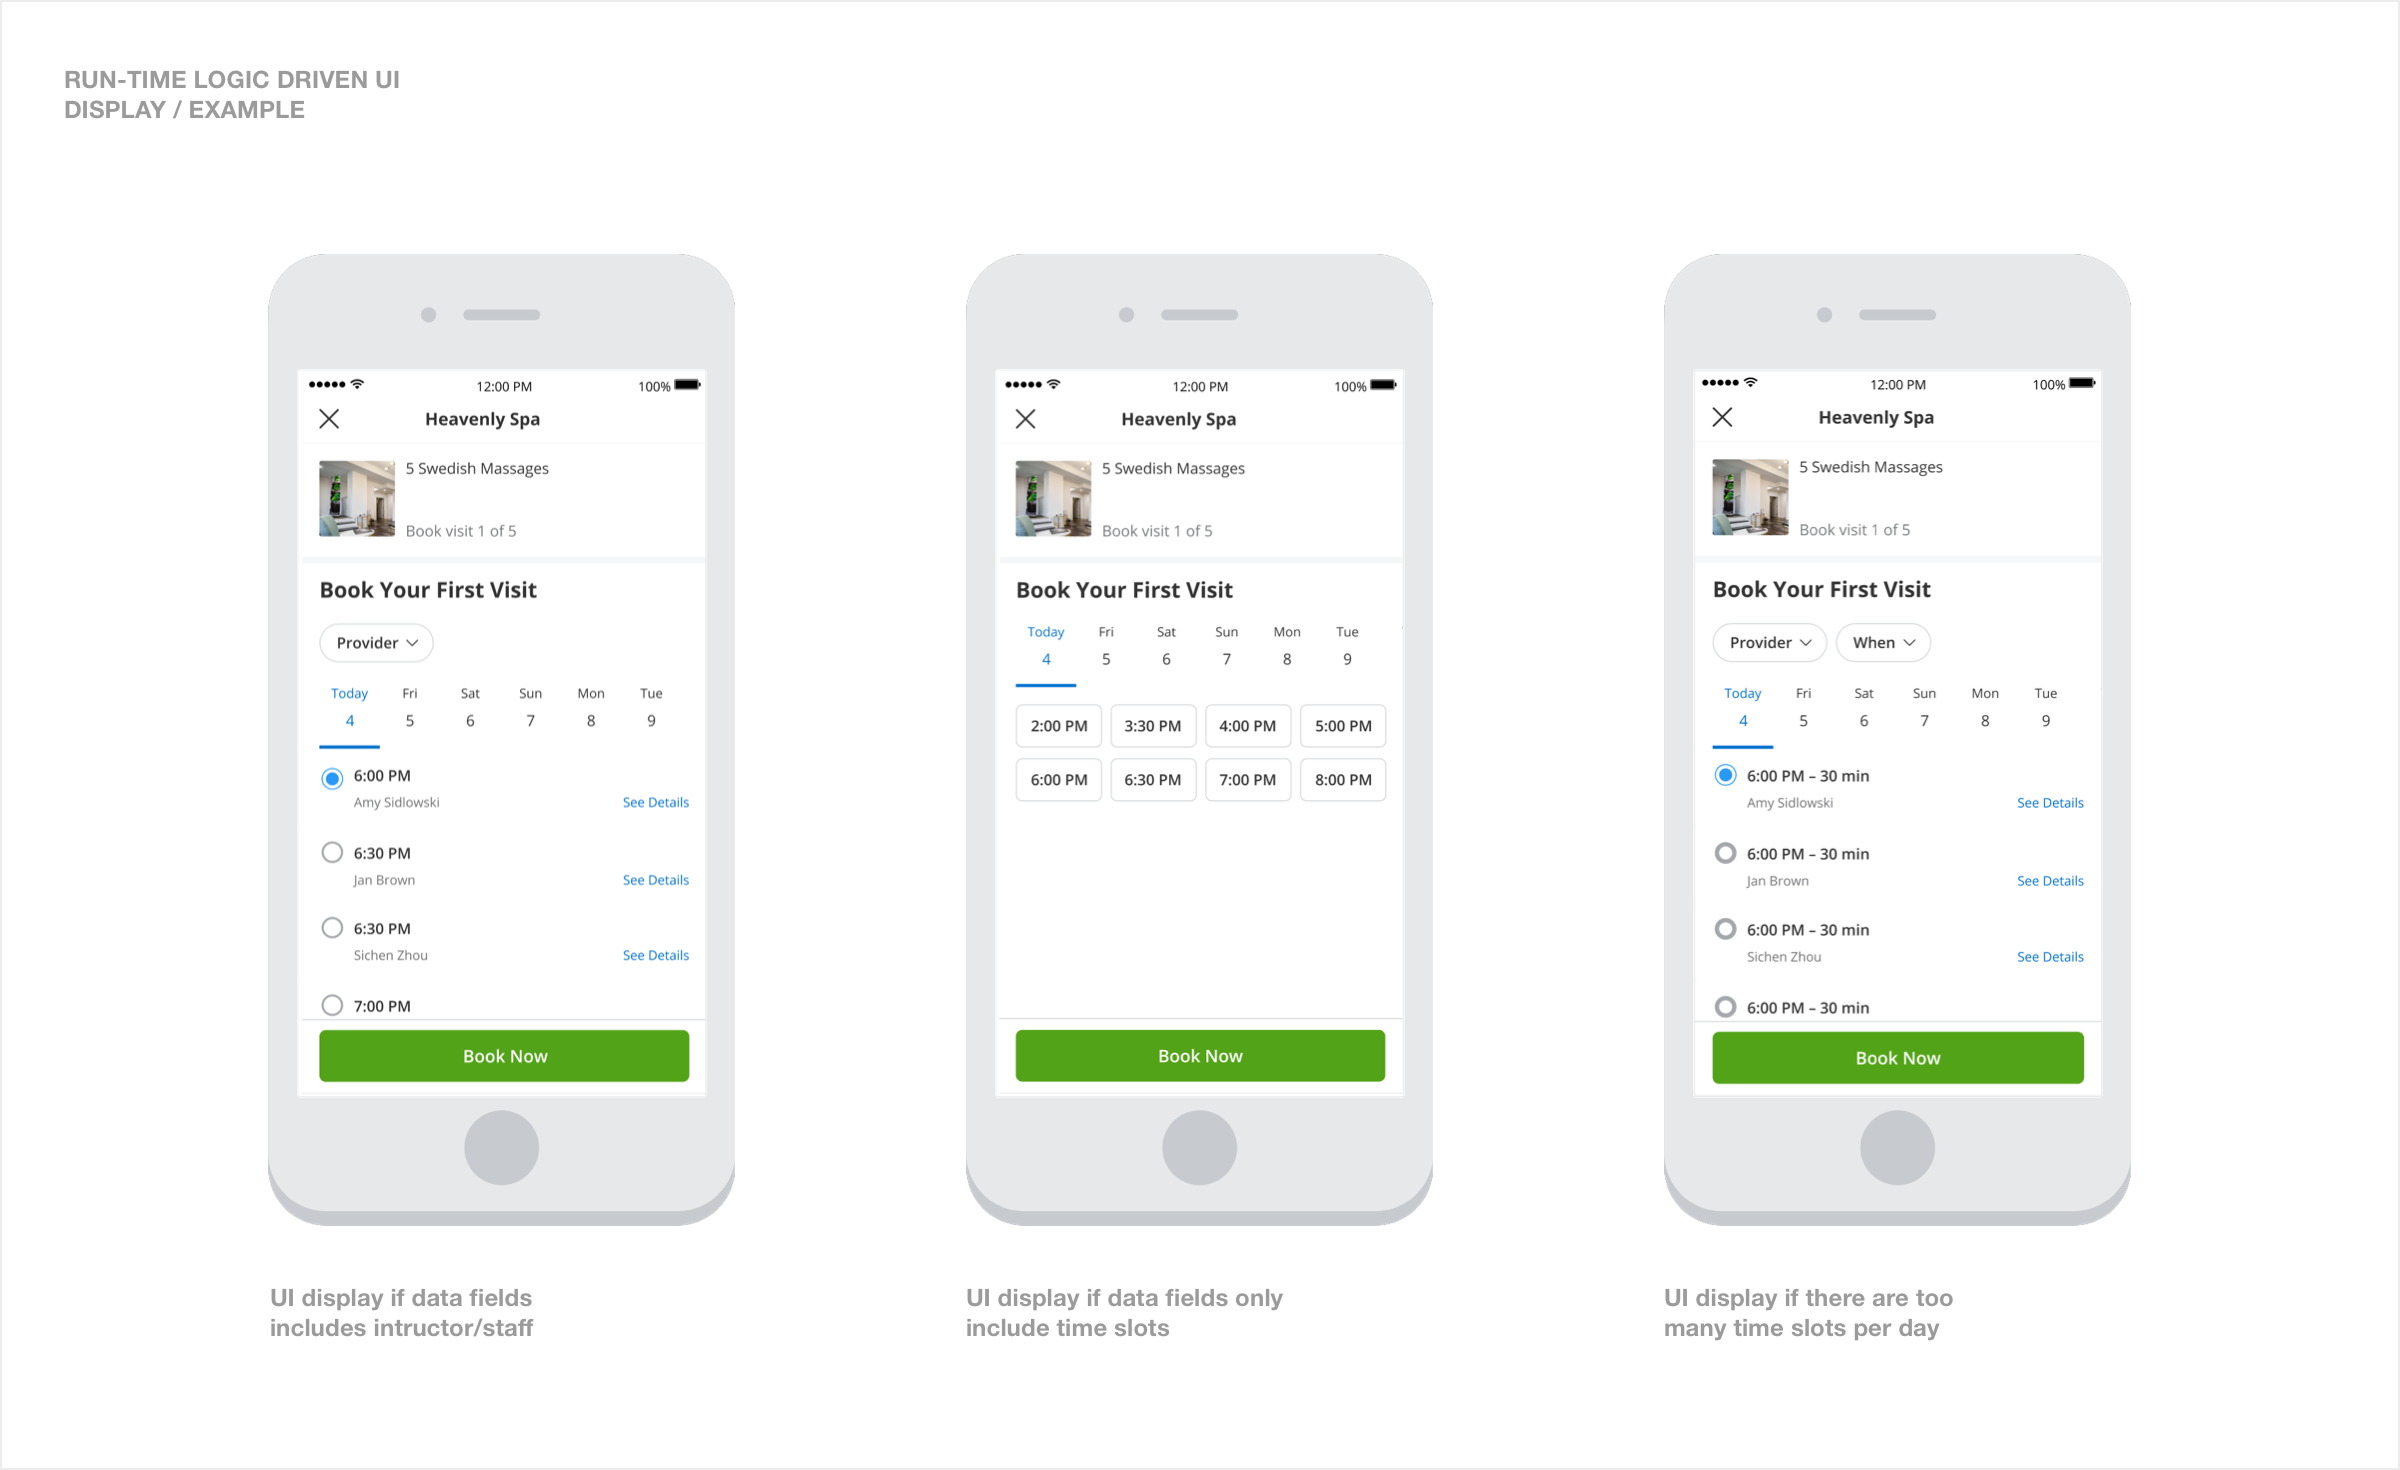 RUN-TIME LOGIC DRIVEN UI
DISPLAY / EXAMPLE
12:00 PM
100%
Heavenly Spa
5 Swedish Massages
Book visit 1 of 5
Book Your First Visit
Provider
Today Fri Sat Sun Mon Tue
4 5 6 7 8 9
6:00 PM
Amy Sidlowski See Details
6:30 PM
Jan Brown See Details
6:30 PM
Sichen Zhou See Details
7:00 PM
Book Now
UI display if data fields
includes intructor/staff
12:00 PM
100%
Heavenly Spa
5 Swedish Massages
Book visit 1 of 5
Book Your First Visit
Today Fri Sat Sun Mon Tue
4 5 6 7 8 9
2:00 PM 3:30 PM 4:00 PM 5:00 PM
6:00 PM 6:30 PM 7:00 PM 8:00 PM
Book Now
UI display if data fields only
include time slots
12:00 PM
100%
Heavenly Spa
5 Swedish Massages
Book visit 1 of 5
Book Your First Visit
Provider When
Today Fri Sat Sun Mon Tue
4 5 6 7 8 9
6:00 PM – 30 min
Amy Sidlowski See Details
6:00 PM – 30 min
Jan Brown See Details
6:00 PM – 30 min
Sichen Zhou See Details
6:00 PM – 30 min
Book Now
UI display if there are too
many time slots per day